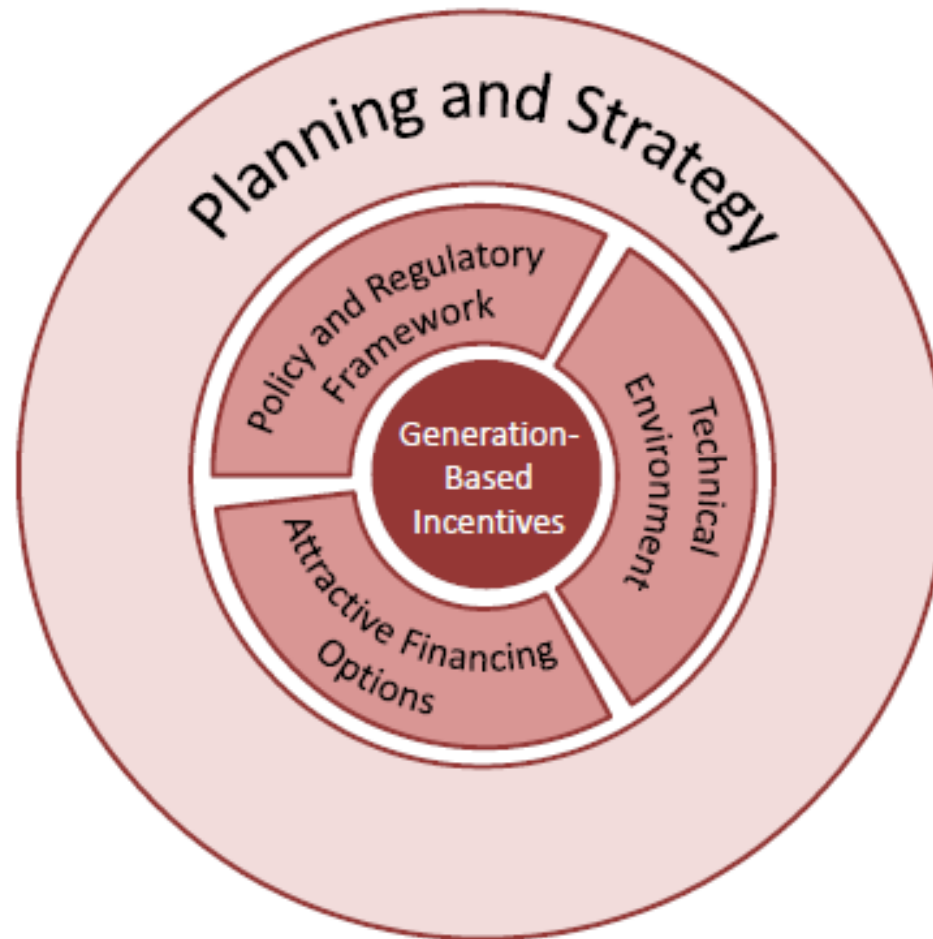 Planning and Strategy
Policy and Regulatory
Framework
Technical
Environment
Attractive Financing
Options
Generation-
Based
Incentives